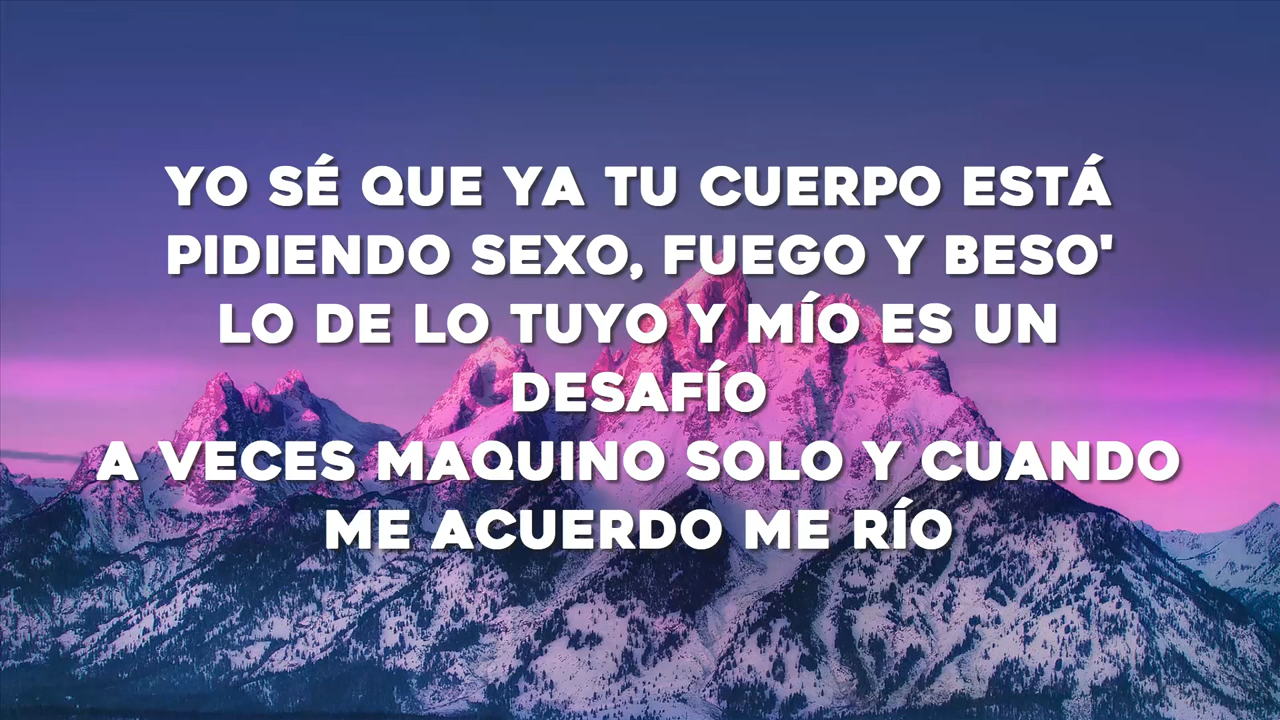 YO SÉ QUE YA TU CUERPO ESTÁ
PIDIENDO SEXO, FUEGO Y BESO'
LO DE LO TUYO Y MÍO ES UN
DESAFÍO
A VECES MAQUINO SOLO Y CUANDO
ME ACUERDO ME RÍO